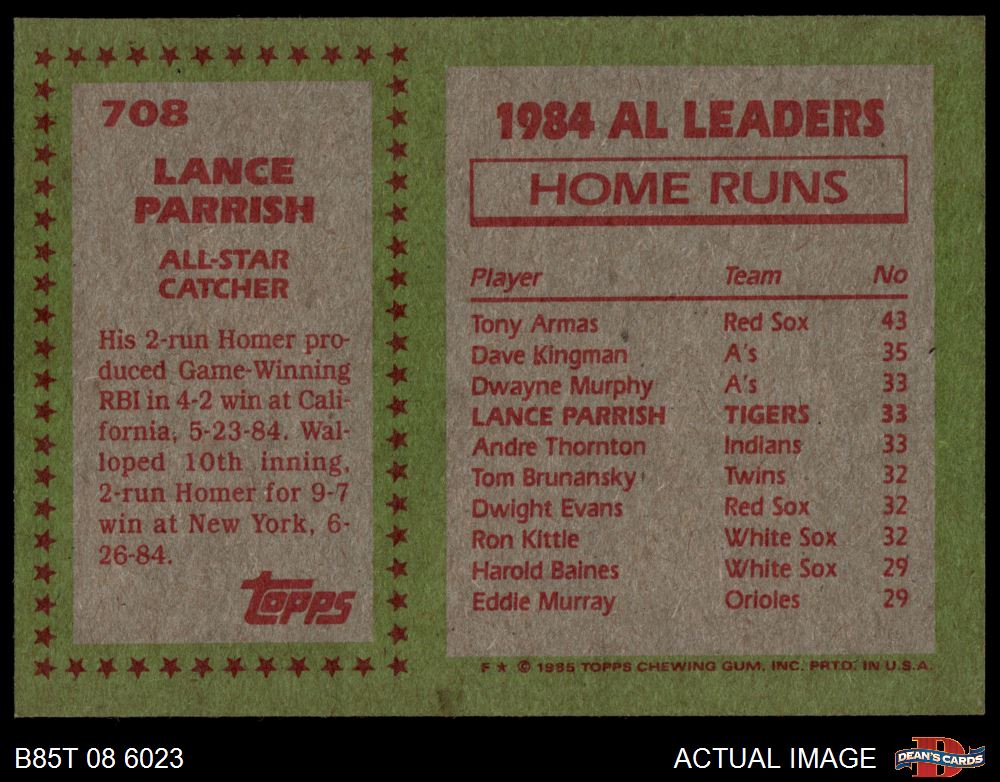 708
LANCE
PARRISH
ALL-STAR
CATCHER
His 2-run Homer pro-
duced Game-Winning
RBI in 4-2 win at Cali-
fornia, 5-23-84. Wal-
loped 10th inning,
2-run Homer for 9-7
win at New York, 6-
26-84.
topps
1984 AL LEADERS
HOME RUNS
Player Team No
Tony Armas Red Sox 43
Dave Kingman A's 35
Dwayne Murphy A's 33
LANCE PARRISH TIGERS 33
Andre Thornton Indians 33
Tom Brunansky Twins 32
Dwight Evans Red Sox 32
Ron Kittle White Sox 32
Harold Baines White Sox 29
Eddie Murray Orioles 29
F ★ © 1985 TOPPS CHEWING GUM, INC. PRTD. IN U.S.A.
B85T 08 6023
ACTUAL IMAGE
D
DEAN'S CARDS